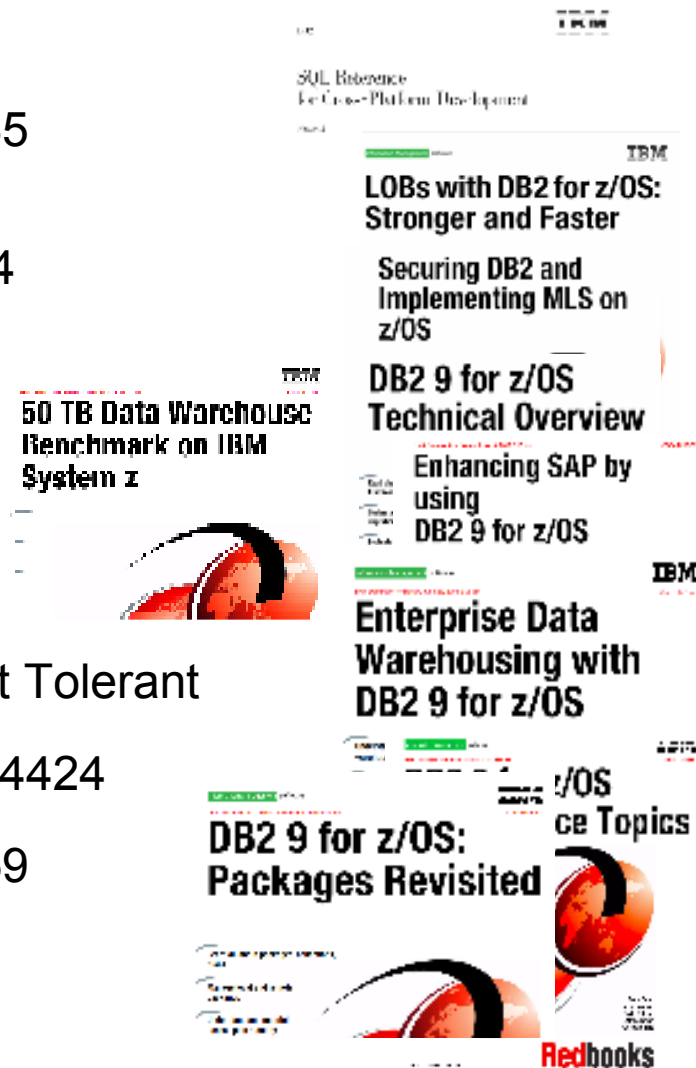 IBM
SQL Reference
for Cross-Platform Development
5
IBM
LOBs with DB2 for z/OS:
Stronger and Faster
4
Securing DB2 and
Implementing MLS on
z/OS
IBM
50 TB Data Warehouse
Benchmark on IBM
System z
DB2 9 for z/OS
Technical Overview
Enhancing SAP by
using
DB2 9 for z/OS
IBM
Enterprise Data
Warehousing with
DB2 9 for z/OS
t Tolerant
4424
9
z/OS
ce Topics
DB2 9 for z/OS:
Packages Revisited
Redbooks